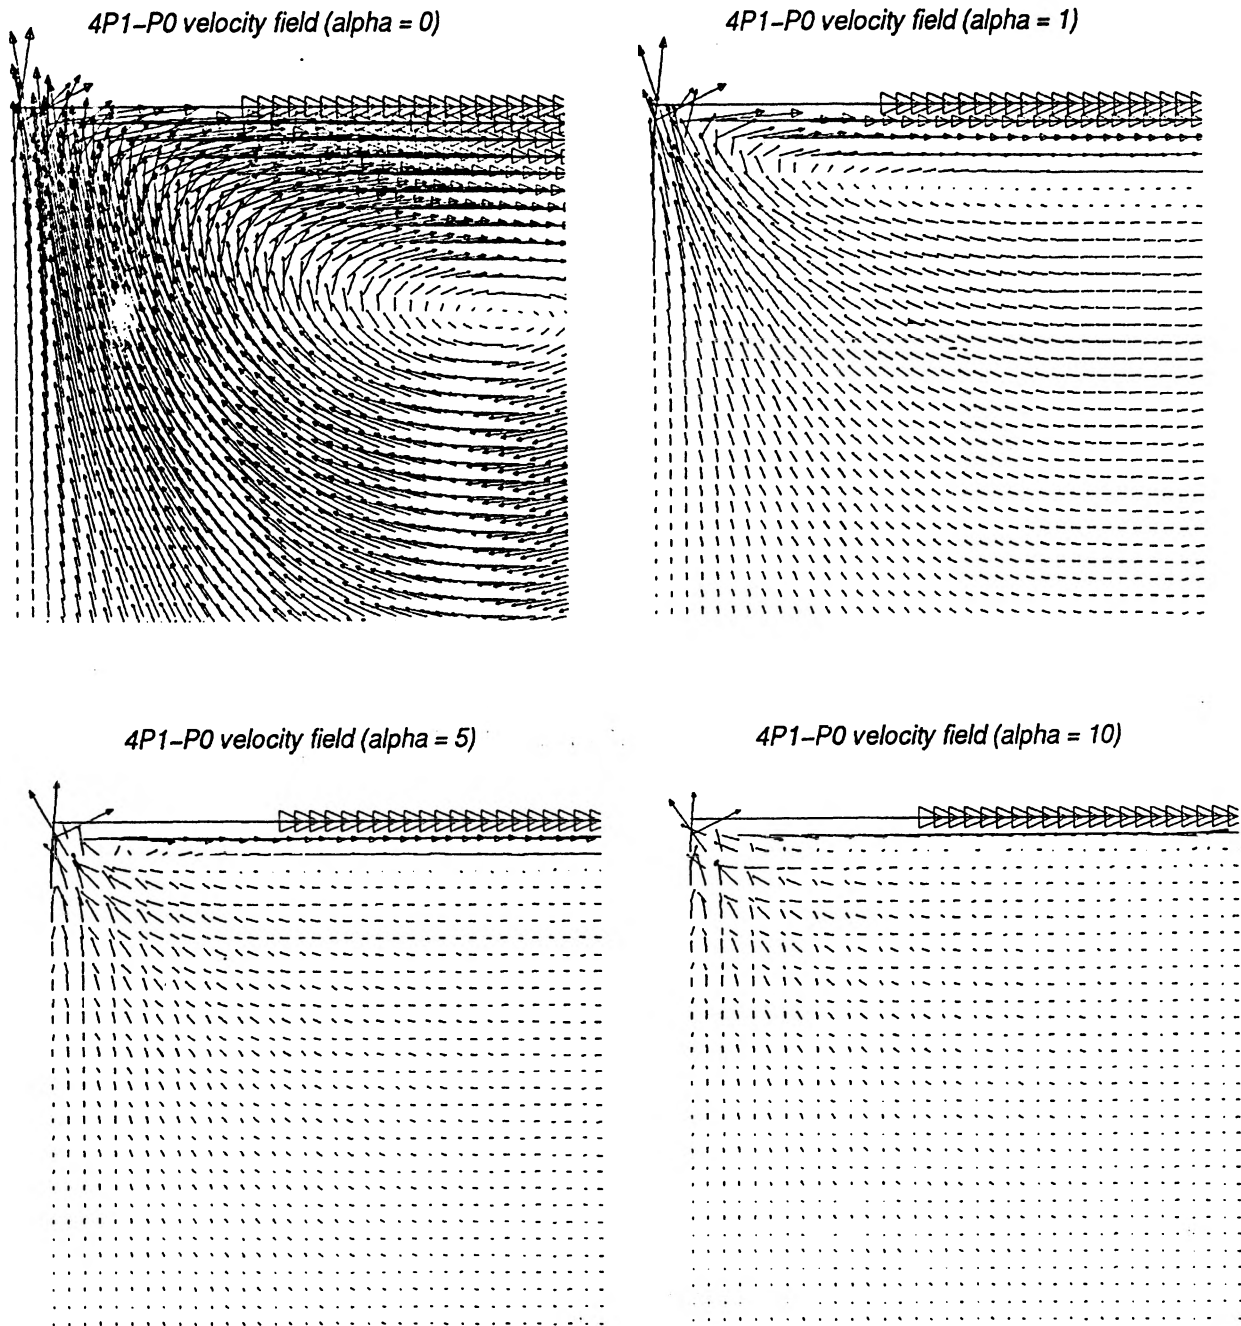 4P1–P0 velocity field (alpha = 0)
4P1–P0 velocity field (alpha = 1)
4P1–P0 velocity field (alpha = 5)
4P1–P0 velocity field (alpha = 10)